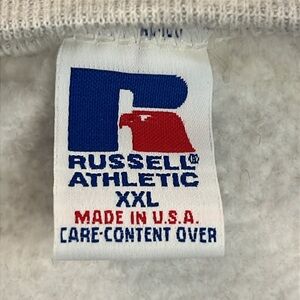 RUSSELL®
ATHLETIC
XXL
MADE IN U.S.A.
CARE-CONTENT OVER